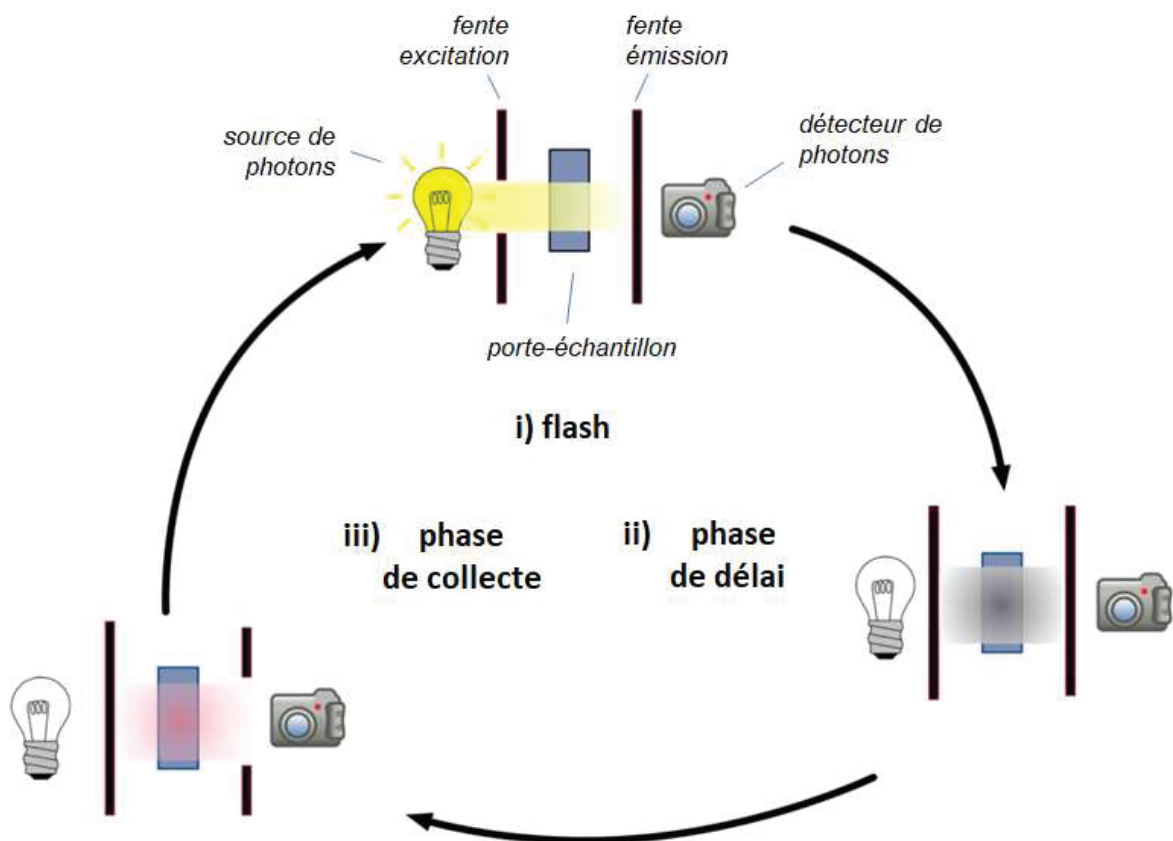 fente
excitation
fente
émission
source de
photons
détecteur de
photons
porte-échantillon
i) flash
iii) phase
de collecte
ii) phase
de délai